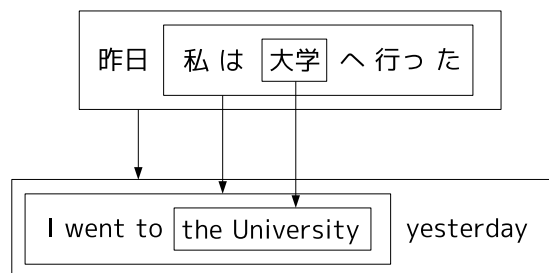 昨日 私 は 大学 へ 行っ た
I went to the University yesterday